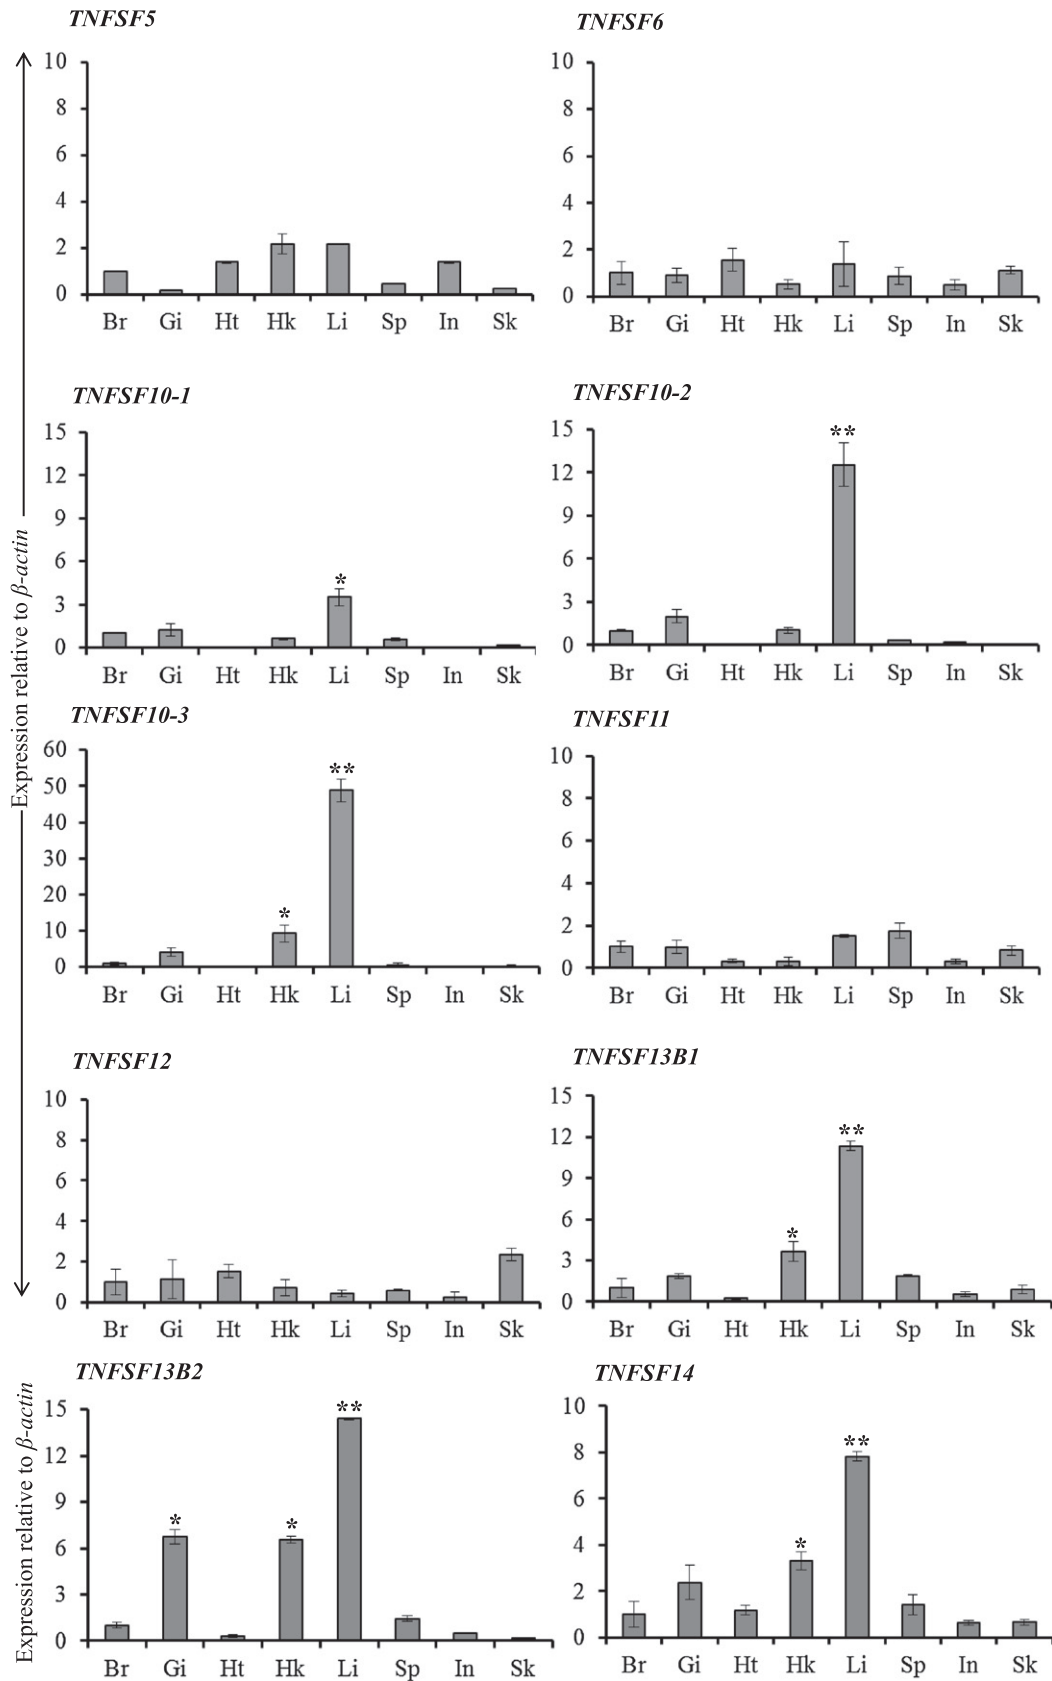 TNFSF5
10
8
6
4
2
0
Br Gi Ht Hk Li Sp In Sk
TNFSF6
10
8
6
4
2
0
Br Gi Ht Hk Li Sp In Sk
TNFSF10-1
15
12
9
6
3
0
*
Br Gi Ht Hk Li Sp In Sk
TNFSF10-2
15
12
9
6
3
0
**
Br Gi Ht Hk Li Sp In Sk
Expression relative to β-actin
TNFSF10-3
60
50
40
30
20
10
0
* **
Br Gi Ht Hk Li Sp In Sk
TNFSF11
10
8
6
4
2
0
Br Gi Ht Hk Li Sp In Sk
TNFSF12
10
8
6
4
2
0
Br Gi Ht Hk Li Sp In Sk
TNFSF13B1
15
12
9
6
3
0
* **
Br Gi Ht Hk Li Sp In Sk
Expression relative to β-actin
TNFSF13B2
15
12
9
6
3
0
* * **
Br Gi Ht Hk Li Sp In Sk
TNFSF14
10
8
6
4
2
0
* **
Br Gi Ht Hk Li Sp In Sk